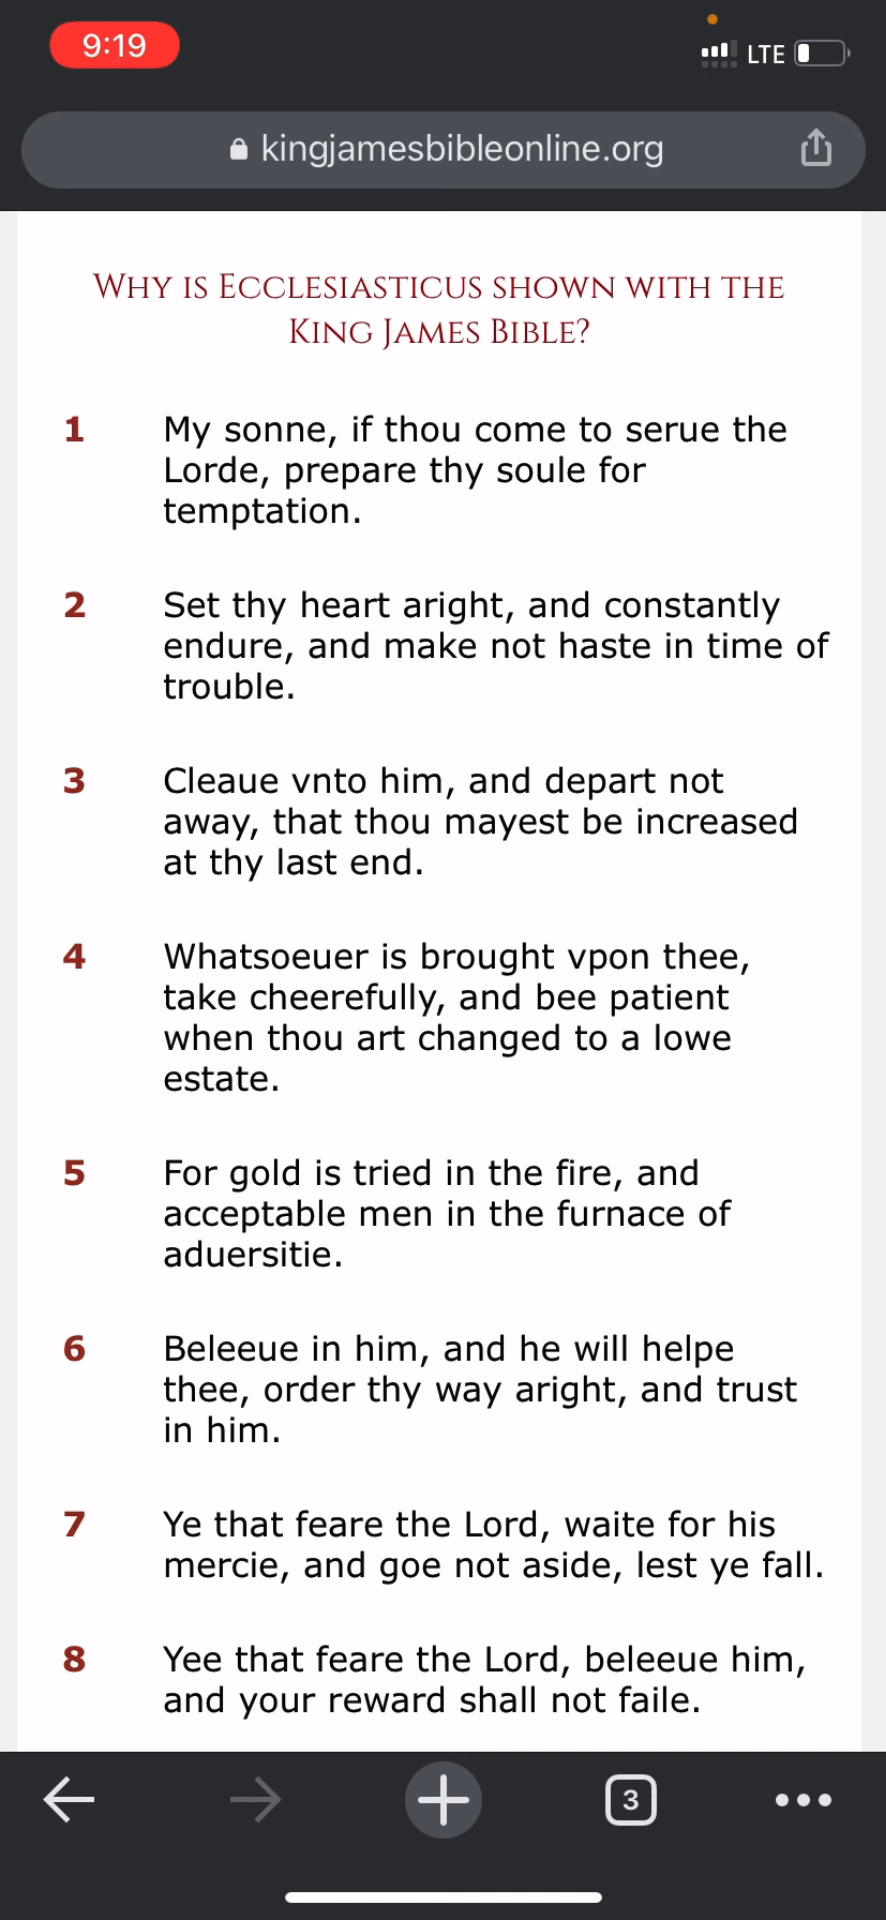 9:19
LTE
kingjamesbibleonline.org
WHY IS ECCLESIASTICUS SHOWN WITH THE
KING JAMES BIBLE?
1 My sonne, if thou come to serue the
Lorde, prepare thy soule for
temptation.
2 Set thy heart aright, and constantly
endure, and make not haste in time of
trouble.
3 Cleaue vnto him, and depart not
away, that thou mayest be increased
at thy last end.
4 Whatsoeuer is brought vpon thee,
take cheerefully, and bee patient
when thou art changed to a lowe
estate.
5 For gold is tried in the fire, and
acceptable men in the furnace of
aduersitie.
6 Beleeue in him, and he will helpe
thee, order thy way aright, and trust
in him.
7 Ye that feare the Lord, waite for his
mercie, and goe not aside, lest ye fall.
8 Yee that feare the Lord, beleeue him,
and your reward shall not faile.
3